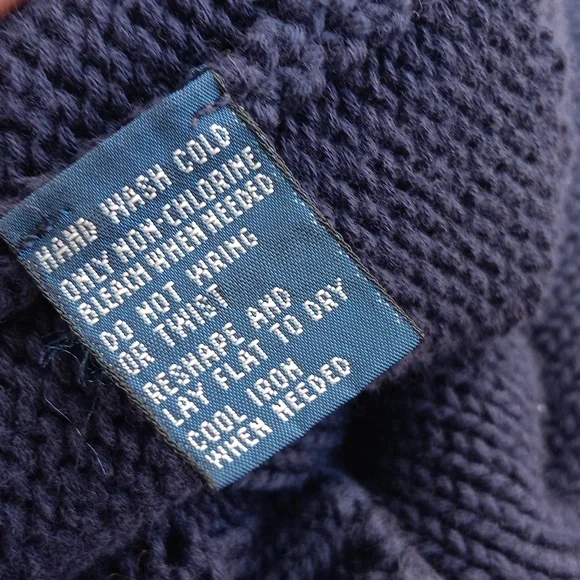 HAND WASH COLD
ONLY NON-CHLORINE
BLEACH WHEN NEEDED
DO NOT WRING
OR TWIST
RESHAPE AND
LAY FLAT TO DRY
COOL IRON
WHEN NEEDED